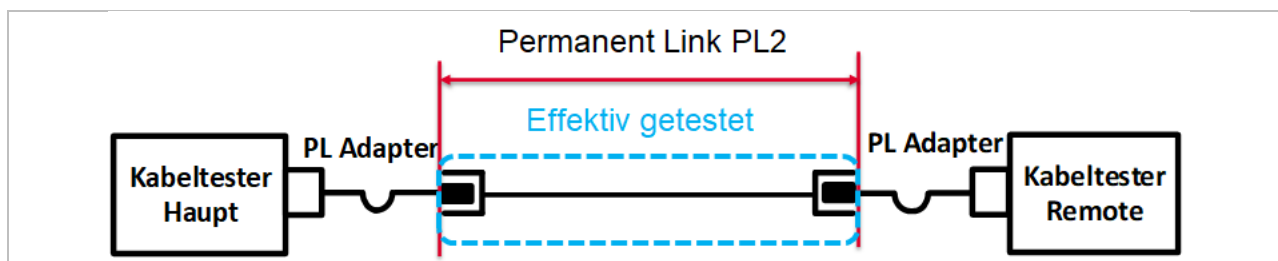 Permanent Link PL2
Effektiv getestet
PL Adapter
PL Adapter
Kabeltester
Haupt
Kabeltester
Remote